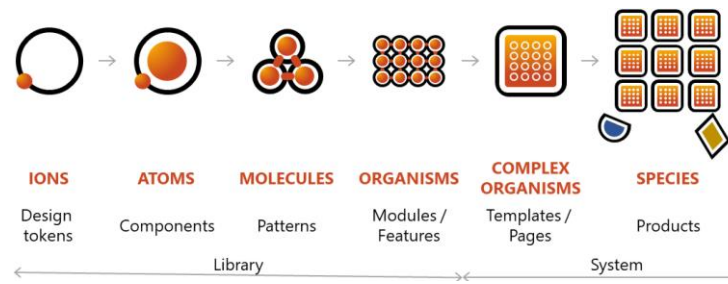 IONS
ATOMS
MOLECULES
ORGANISMS
COMPLEX
ORGANISMS
SPECIES
Design
tokens
Components
Patterns
Modules /
Features
Templates /
Pages
Products
Library
System